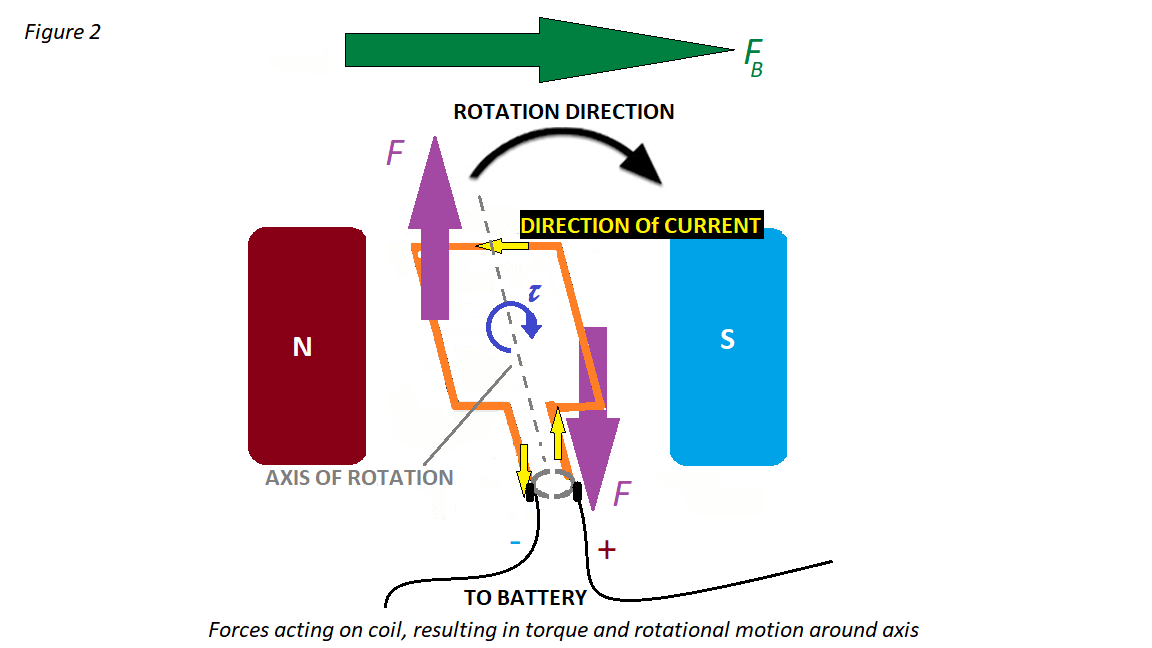 Figure 2
F
B
ROTATION DIRECTION
F
DIRECTION Of CURRENT
τ
N
S
AXIS OF ROTATION
F
-
+
TO BATTERY
Forces acting on coil, resulting in torque and rotational motion around axis